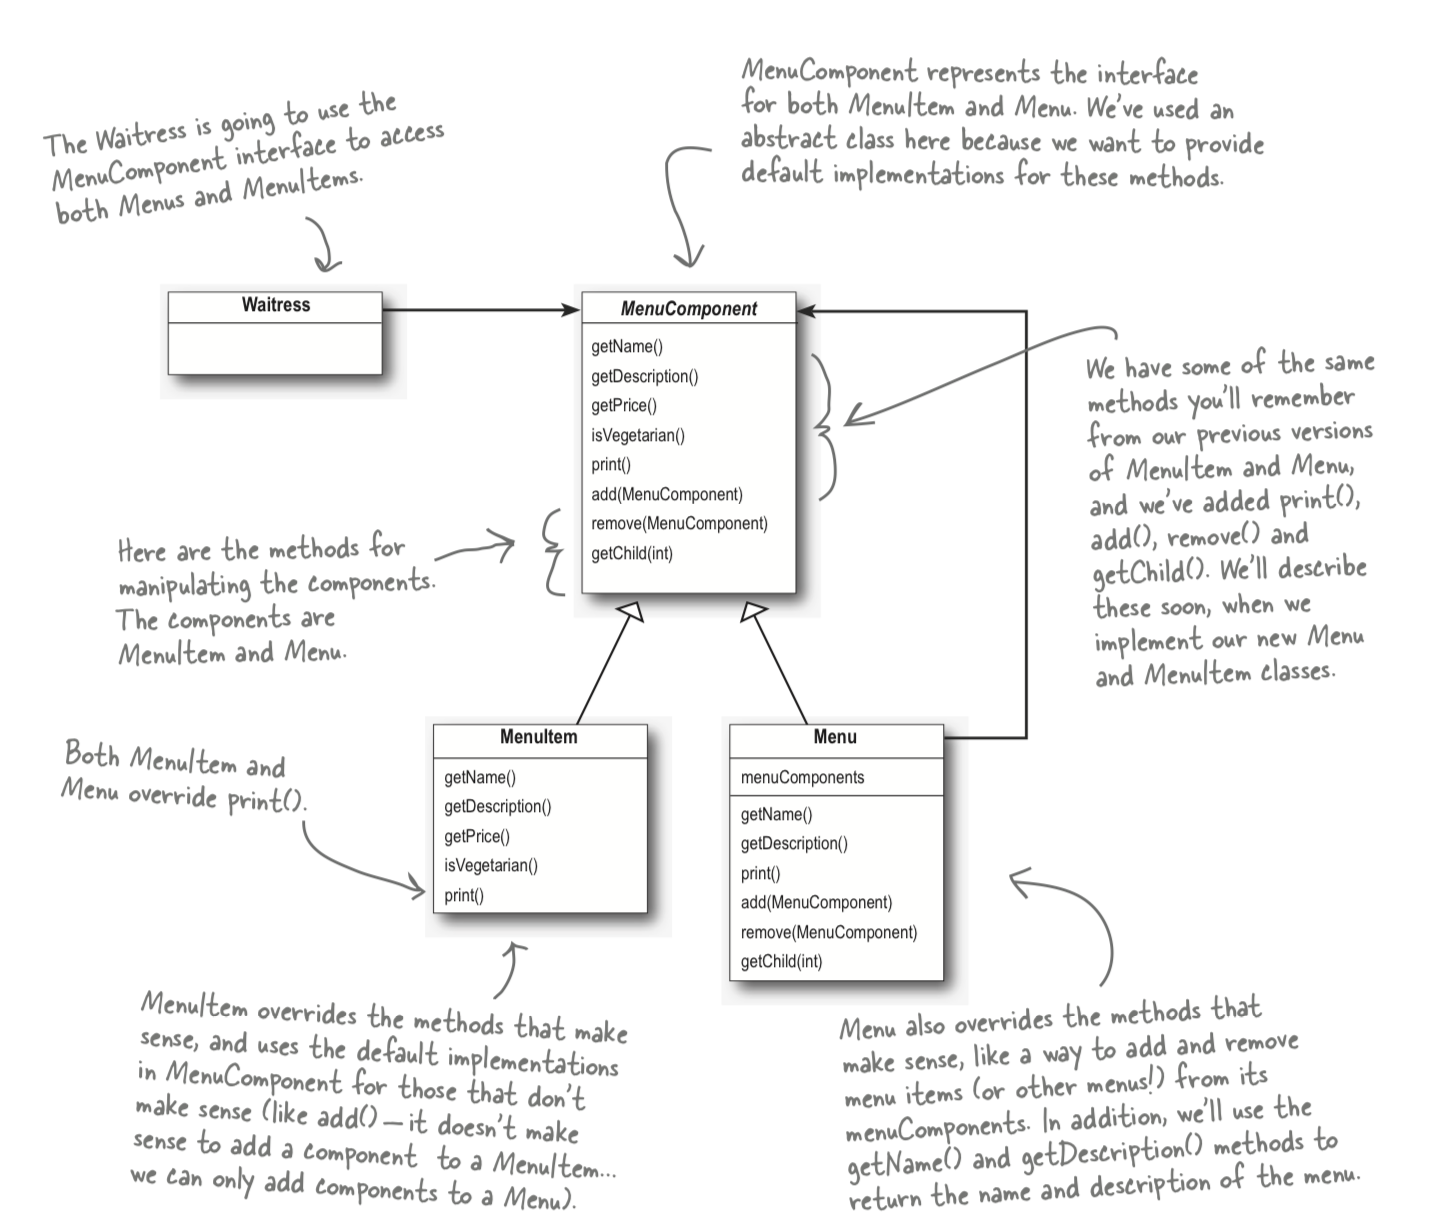 MenuComponent represents the interface
for both MenuItem and Menu. We've used an
abstract class here because we want to provide
default implementations for these methods.
The Waitress is going to use the
MenuComponent interface to access
both Menus and MenuItems.
Waitress
MenuComponent
getName()
getDescription()
getPrice()
isVegetarian()
print()
add(MenuComponent)
remove(MenuComponent)
getChild(int)
We have some of the same
methods you'll remember
from our previous versions
of MenuItem and Menu,
and we've added print(),
add(), remove() and
getChild(). We'll describe
these soon, when we
implement our new Menu
and MenuItem classes.
Here are the methods for
manipulating the components.
The components are
MenuItem and Menu.
Both MenuItem and
Menu override print().
MenuItem
getName()
getDescription()
getPrice()
isVegetarian()
print()
Menu
menuComponents
getName()
getDescription()
print()
add(MenuComponent)
remove(MenuComponent)
getChild(int)
MenuItem overrides the methods that make
sense, and uses the default implementations
in MenuComponent for those that don't
make sense (like add() – it doesn't make
sense to add a component to a MenuItem...
we can only add components to a Menu).
Menu also overrides the methods that
make sense, like a way to add and remove
menu items (or other menus!) from its
menuComponents. In addition, we'll use the
getName() and getDescription() methods to
return the name and description of the menu.